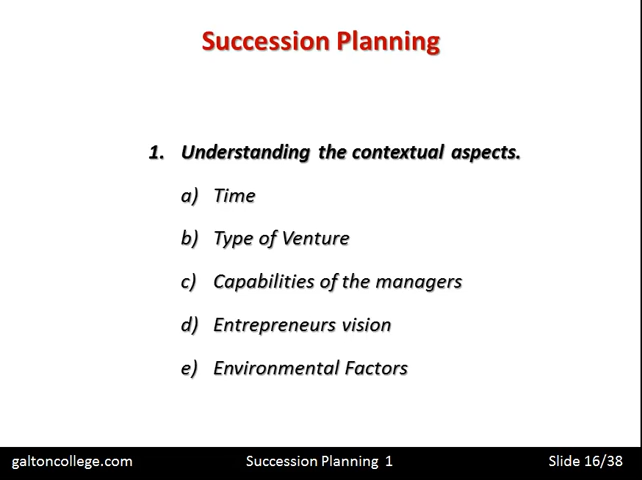 Succession Planning
1. Understanding the contextual aspects.
a) Time
b) Type of Venture
c) Capabilities of the managers
d) Entrepreneurs vision
e) Environmental Factors
galtoncollege.com Succession Planning 1 Slide 16/38